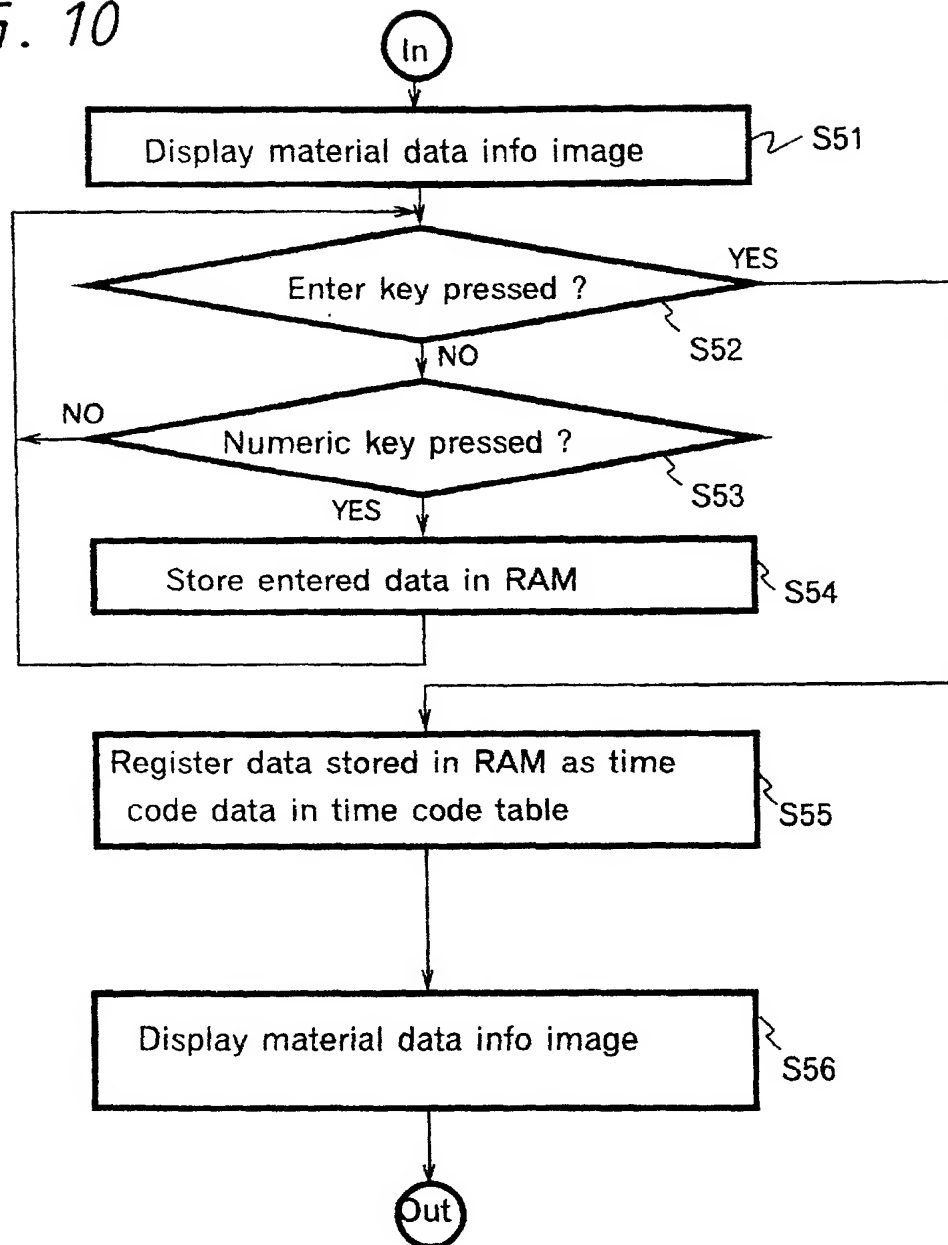 G. 10
In
Display material data info image
S51
YES
Enter key pressed ?
S52
NO
NO
Numeric key pressed ?
S53
YES
Store entered data in RAM
S54
Register data stored in RAM as time
code data in time code table
S55
Display material data info image
S56
Out